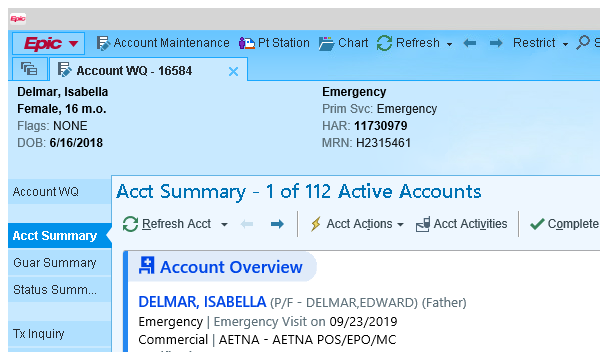 Epic
Epic Account Maintenance Pt Station Chart Refresh Restrict S
Account WQ - 16584
Delmar, Isabella
Female, 16 m.o.
Flags: NONE
DOB: 6/16/2018
Emergency
Prim Svc: Emergency
HAR: 11730979
MRN: H2315461
Account WQ
Acct Summary
Guar Summary
Status Summ...
Tx Inquiry
Acct Summary - 1 of 112 Active Accounts
Refresh Acct Acct Actions Acct Activities Complete
Account Overview
DELMAR, ISABELLA (P/F - DELMAR,EDWARD) (Father)
Emergency | Emergency Visit on 09/23/2019
Commercial | AETNA - AETNA POS/EPO/MC